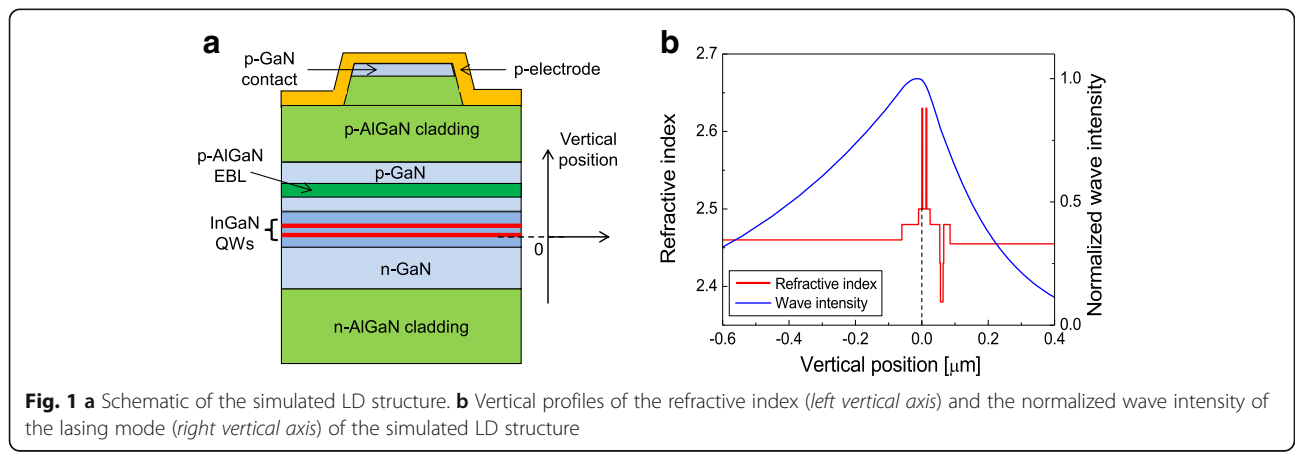 a
p-GaN
contact
p-electrode
p-AlGaN cladding
Vertical
position
p-AlGaN
EBL
p-GaN
InGaN
QWs
0
n-GaN
n-AlGaN cladding
b
2.7
2.6
2.5
2.4
Refractive index
1.0
0.5
0.0
Normalized wave intensity
Refractive index
Wave intensity
-0.6 -0.4 -0.2 0.0 0.2 0.4
Vertical position [μm]
Fig. 1 a Schematic of the simulated LD structure. b Vertical profiles of the refractive index (left vertical axis) and the normalized wave intensity of
the lasing mode (right vertical axis) of the simulated LD structure